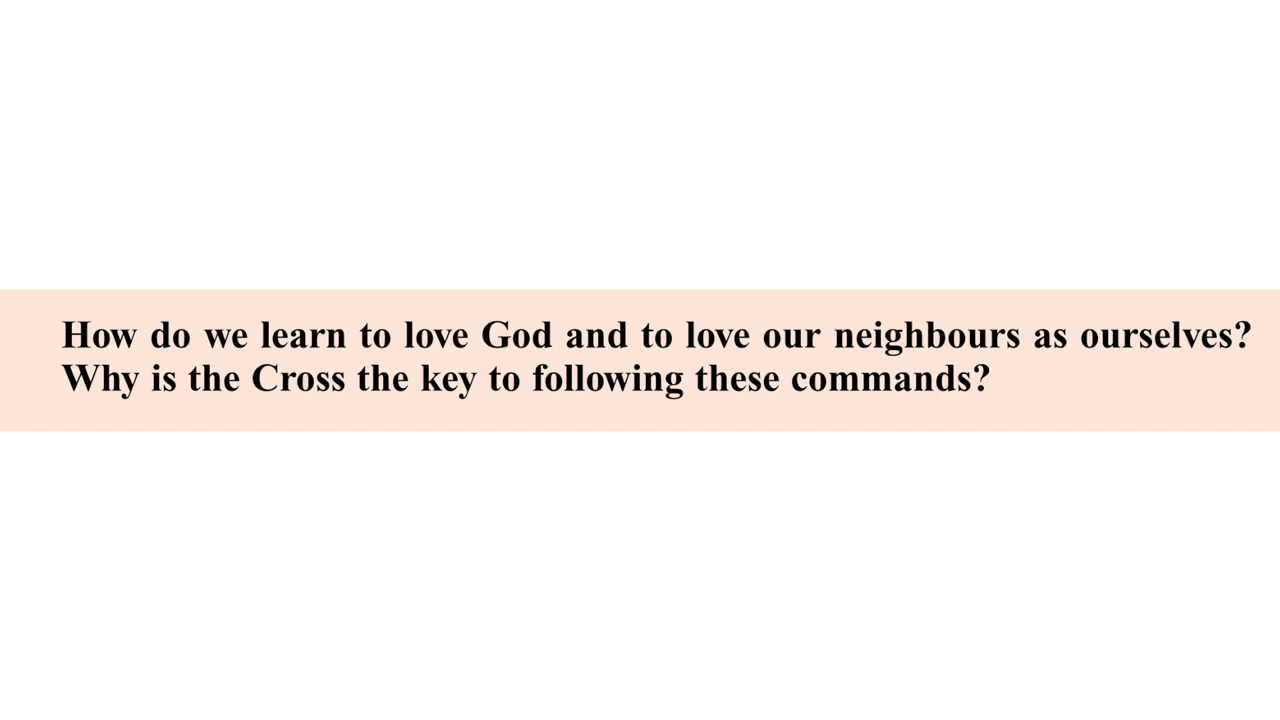 How do we learn to love God and to love our neighbours as ourselves?
Why is the Cross the key to following these commands?